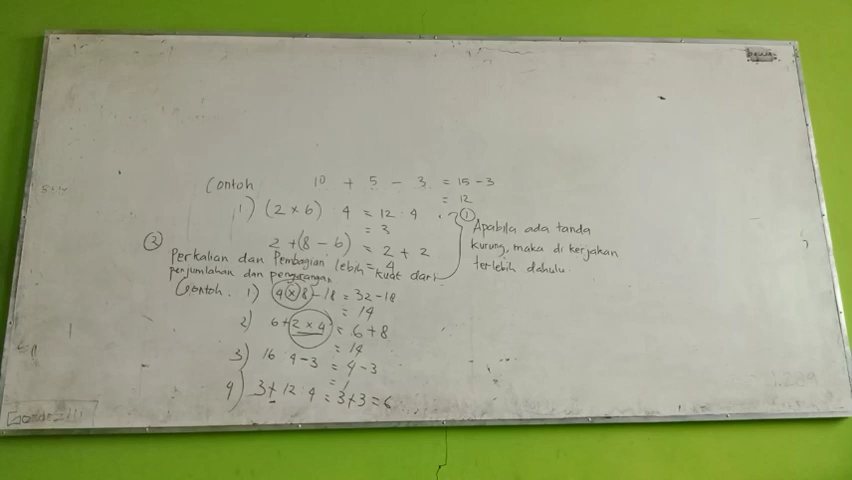 Contoh 10 + 5 - 3 = 15 - 3
= 12
1) (2 × 6) : 4 = 12 : 4
= 3
2 + (8 - 6) = 2 + 2
= 4
① Apabila ada tanda
kurung, maka di kerjakan
terlebih dahulu.
② Perkalian dan Pembagian lebih kuat dari
penjumlahan dan pengurangan
Contoh. 1) 4 × 8 - 18 = 32 - 18
= 14
2) 6 + 2 × 4 = 6 + 8
= 14
3) 16 : 4 - 3 = 4 - 3
= 1
4) 3 + 12 : 4 = 3 + 3 = 6